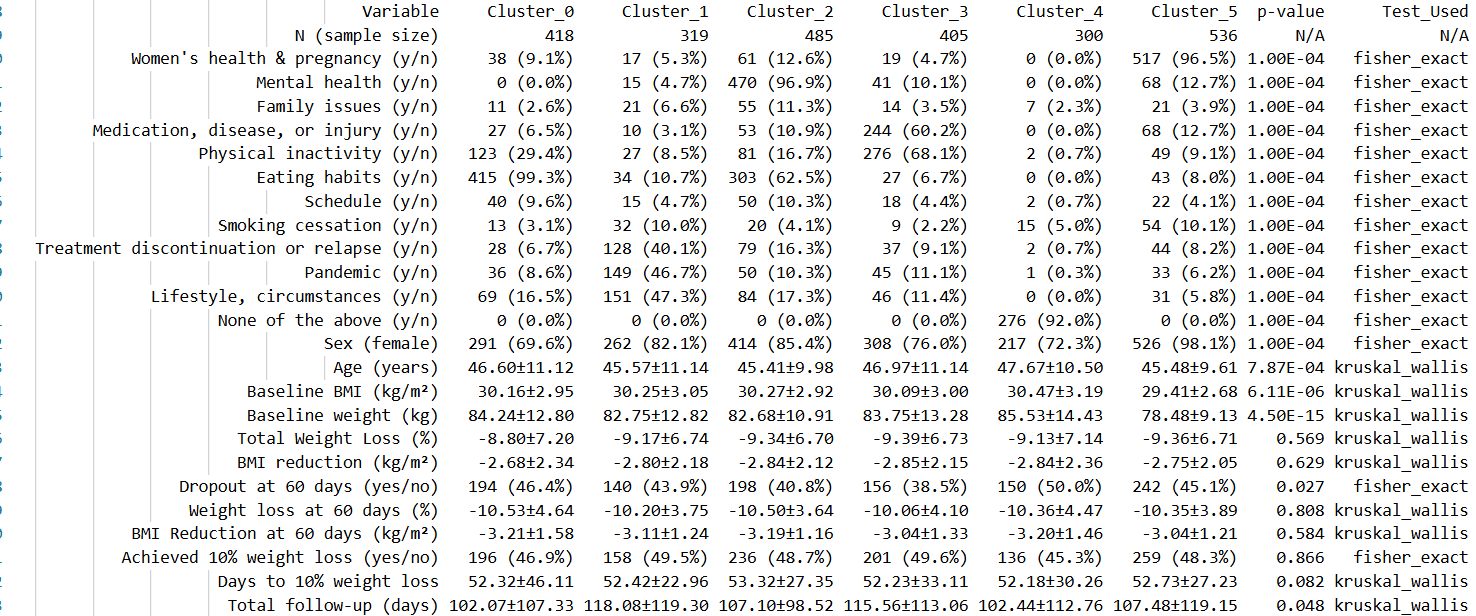 Variable Cluster_0 Cluster_1 Cluster_2 Cluster_3 Cluster_4 Cluster_5 p-value Test_Used
N (sample size) 418 319 485 405 300 536 N/A N/A
Women's health & pregnancy (y/n) 38 (9.1%) 17 (5.3%) 61 (12.6%) 19 (4.7%) 0 (0.0%) 517 (96.5%) 1.00E-04 fisher_exact
Mental health (y/n) 0 (0.0%) 15 (4.7%) 470 (96.9%) 41 (10.1%) 0 (0.0%) 68 (12.7%) 1.00E-04 fisher_exact
Family issues (y/n) 11 (2.6%) 21 (6.6%) 55 (11.3%) 14 (3.5%) 7 (2.3%) 21 (3.9%) 1.00E-04 fisher_exact
Medication, disease, or injury (y/n) 27 (6.5%) 10 (3.1%) 53 (10.9%) 244 (60.2%) 0 (0.0%) 68 (12.7%) 1.00E-04 fisher_exact
Physical inactivity (y/n) 123 (29.4%) 27 (8.5%) 81 (16.7%) 276 (68.1%) 2 (0.7%) 49 (9.1%) 1.00E-04 fisher_exact
Eating habits (y/n) 415 (99.3%) 34 (10.7%) 303 (62.5%) 27 (6.7%) 0 (0.0%) 43 (8.0%) 1.00E-04 fisher_exact
Schedule (y/n) 40 (9.6%) 15 (4.7%) 50 (10.3%) 18 (4.4%) 2 (0.7%) 22 (4.1%) 1.00E-04 fisher_exact
Smoking cessation (y/n) 13 (3.1%) 32 (10.0%) 20 (4.1%) 9 (2.2%) 15 (5.0%) 54 (10.1%) 1.00E-04 fisher_exact
Treatment discontinuation or relapse (y/n) 28 (6.7%) 128 (40.1%) 79 (16.3%) 37 (9.1%) 2 (0.7%) 44 (8.2%) 1.00E-04 fisher_exact
Pandemic (y/n) 36 (8.6%) 149 (46.7%) 50 (10.3%) 45 (11.1%) 1 (0.3%) 33 (6.2%) 1.00E-04 fisher_exact
Lifestyle, circumstances (y/n) 69 (16.5%) 151 (47.3%) 84 (17.3%) 46 (11.4%) 0 (0.0%) 31 (5.8%) 1.00E-04 fisher_exact
None of the above (y/n) 0 (0.0%) 0 (0.0%) 0 (0.0%) 0 (0.0%) 276 (92.0%) 0 (0.0%) 1.00E-04 fisher_exact
Sex (female) 291 (69.6%) 262 (82.1%) 414 (85.4%) 308 (76.0%) 217 (72.3%) 526 (98.1%) 1.00E-04 fisher_exact
Age (years) 46.60±11.12 45.57±11.14 45.41±9.98 46.97±11.14 47.67±10.50 45.48±9.61 7.87E-04 kruskal_wallis
Baseline BMI (kg/m²) 30.16±2.95 30.25±3.05 30.27±2.92 30.09±3.00 30.47±3.19 29.41±2.68 6.11E-06 kruskal_wallis
Baseline weight (kg) 84.24±12.80 82.75±12.82 82.68±10.91 83.75±13.28 85.53±14.43 78.48±9.13 4.50E-15 kruskal_wallis
Total Weight Loss (%) -8.80±7.20 -9.17±6.74 -9.34±6.70 -9.39±6.73 -9.13±7.14 -9.36±6.71 0.569 kruskal_wallis
BMI reduction (kg/m²) -2.68±2.34 -2.80±2.18 -2.84±2.12 -2.85±2.15 -2.84±2.36 -2.75±2.05 0.629 kruskal_wallis
Dropout at 60 days (yes/no) 194 (46.4%) 140 (43.9%) 198 (40.8%) 156 (38.5%) 150 (50.0%) 242 (45.1%) 0.027 fisher_exact
Weight loss at 60 days (%) -10.53±4.64 -10.20±3.75 -10.50±3.64 -10.06±4.10 -10.36±4.47 -10.35±3.89 0.808 kruskal_wallis
BMI Reduction at 60 days (kg/m²) -3.21±1.58 -3.11±1.24 -3.19±1.16 -3.04±1.33 -3.20±1.46 -3.04±1.21 0.584 kruskal_wallis
Achieved 10% weight loss (yes/no) 196 (46.9%) 158 (49.5%) 236 (48.7%) 201 (49.6%) 136 (45.3%) 259 (48.3%) 0.866 fisher_exact
Days to 10% weight loss 52.32±46.11 52.42±22.96 53.32±27.35 52.23±33.11 52.18±30.26 52.73±27.23 0.082 kruskal_wallis
Total follow-up (days) 102.07±107.33 118.08±119.30 107.10±98.52 115.56±113.06 102.44±112.76 107.48±119.15 0.048 kruskal_wallis